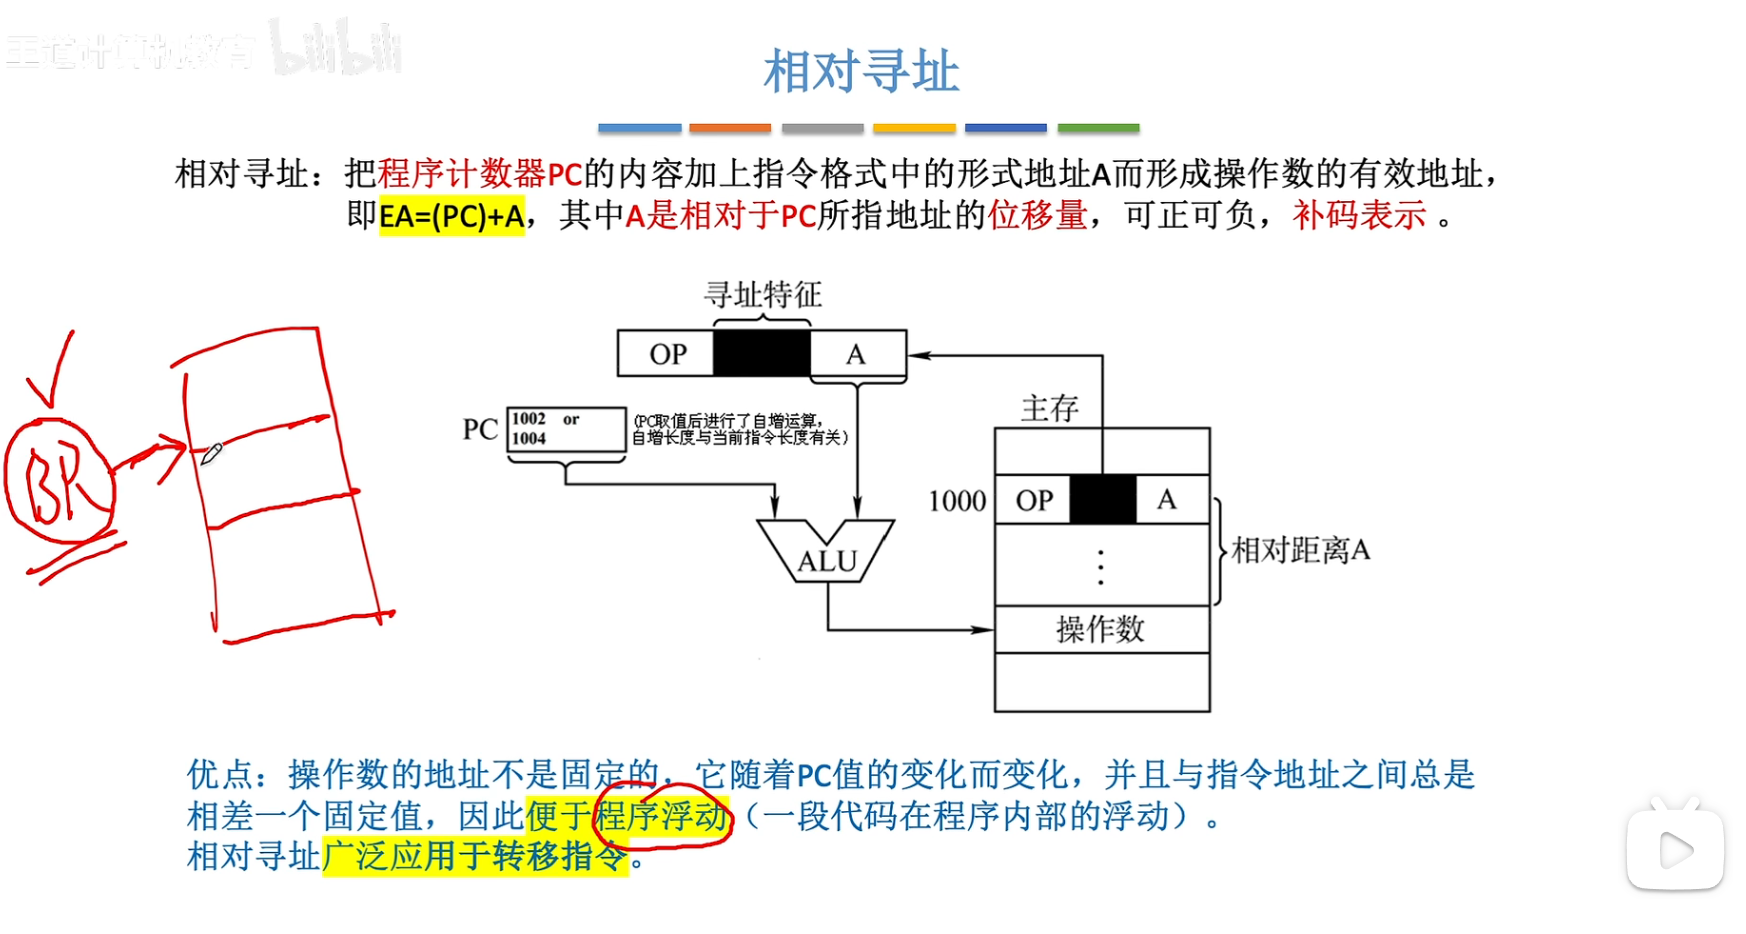 王道计算机教育 bilibili
相对寻址
相对寻址：把程序计数器PC的内容加上指令格式中的形式地址A而形成操作数的有效地址，
即EA=(PC)+A，其中A是相对于PC所指地址的位移量，可正可负，补码表示 。
寻址特征
OP A
主存
PC 1002 or
1004
(PC取值后进行了自增运算，
自增长度与当前指令长度有关)
BR
1000 OP A
ALU
相对距离A
⋮
操作数
优点：操作数的地址不是固定的，它随着PC值的变化而变化，并且与指令地址之间总是
相差一个固定值，因此便于程序浮动（一段代码在程序内部的浮动）。
相对寻址广泛应用于转移指令。